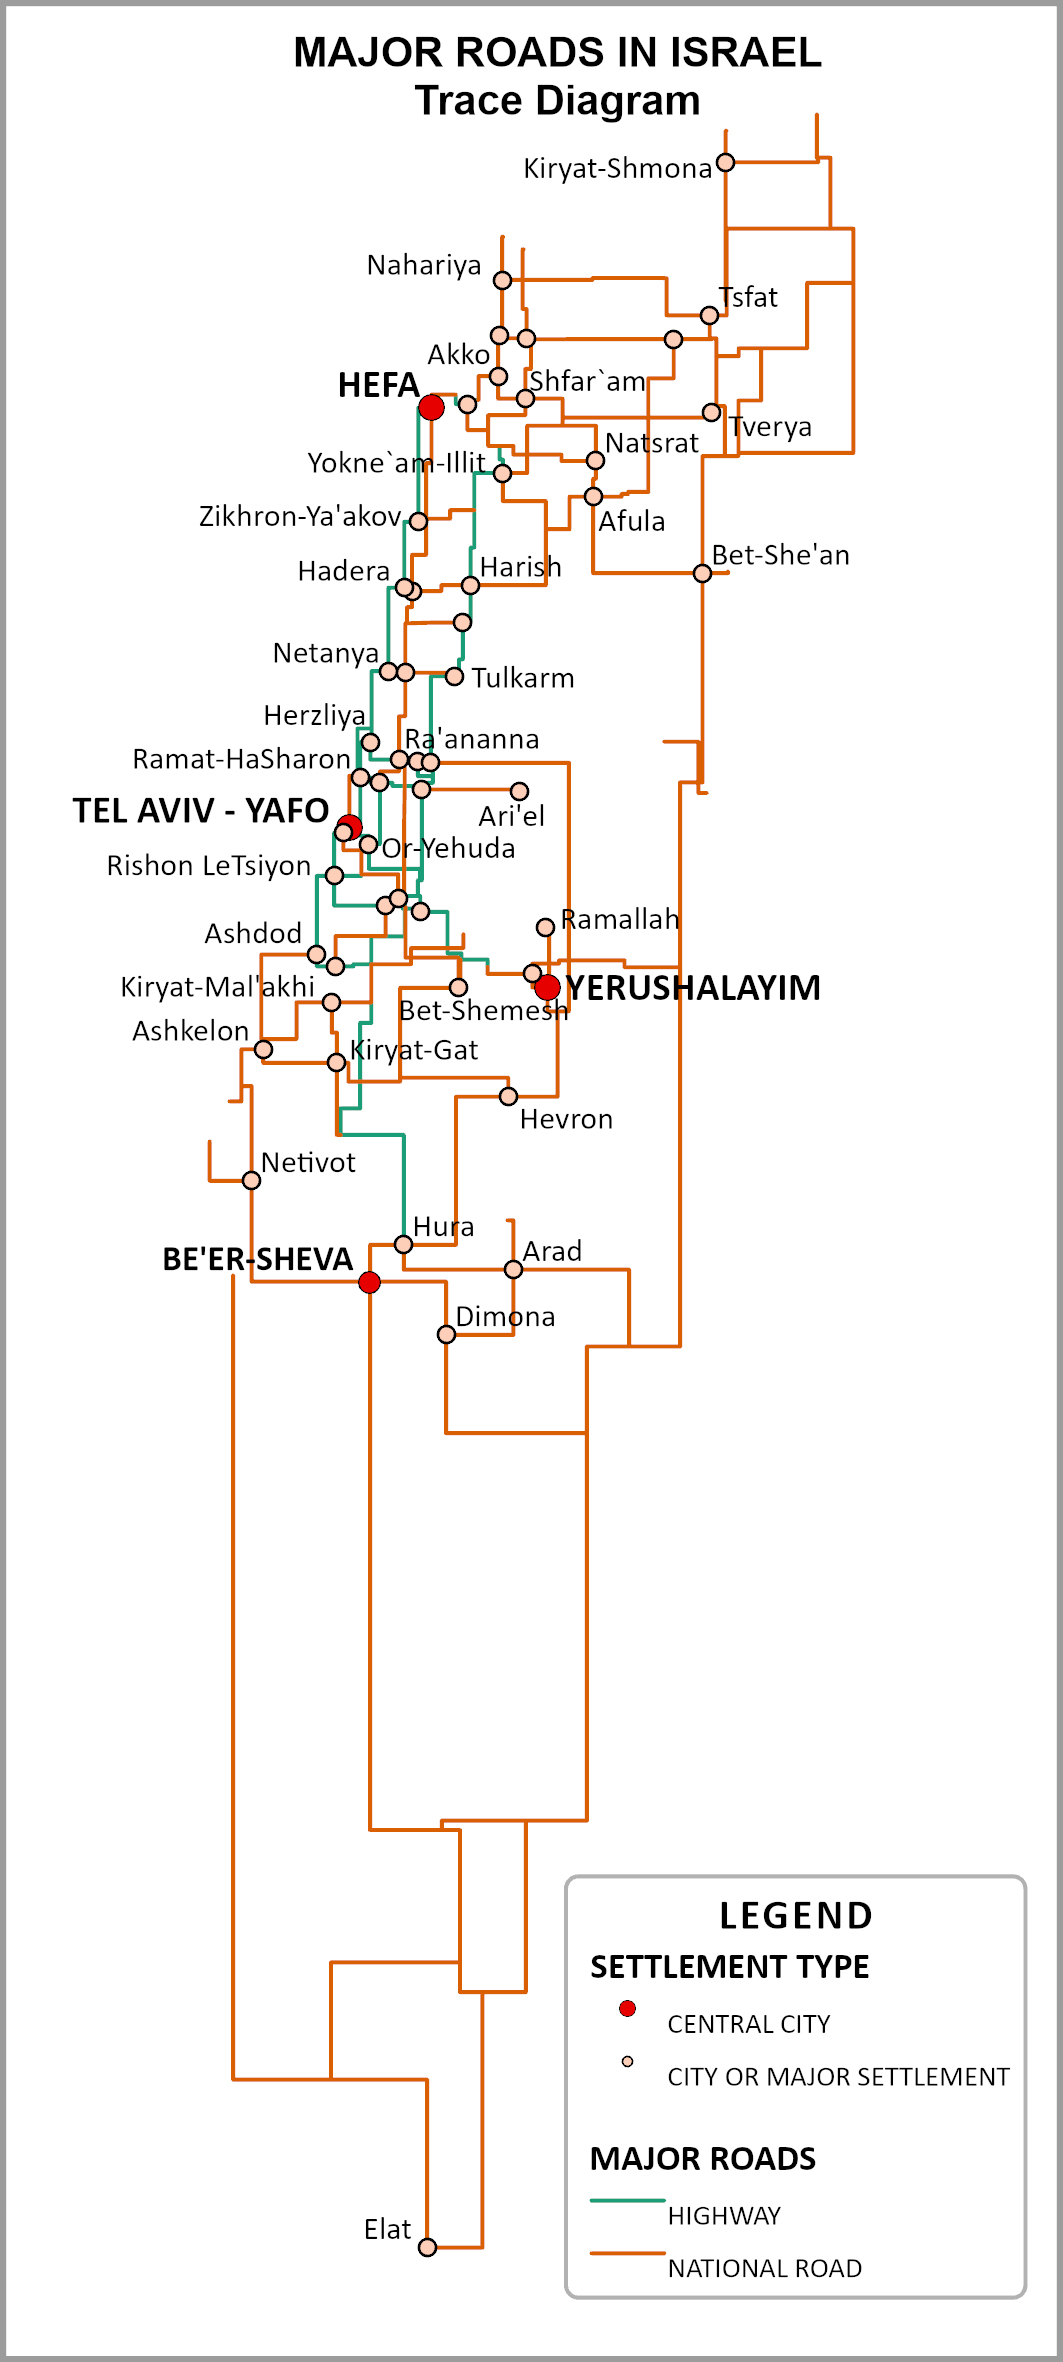 MAJOR ROADS IN ISRAEL
Trace Diagram
Kiryat-Shmona
Nahariya
Tsfat
Akko
HEFA
Shfar`am
Tverya
Natsrat
Yokne`am-Illit
Zikhron-Ya'akov
Afula
Bet-She'an
Hadera
Harish
Netanya
Tulkarm
Herzliya
Ra'ananna
Ramat-HaSharon
TEL AVIV - YAFO
Ari'el
Or-Yehuda
Rishon LeTsiyon
Ramallah
Ashdod
Kiryat-Mal'akhi
YERUSHALAYIM
Bet-Shemesh
Ashkelon
Kiryat-Gat
Hevron
Netivot
Hura
BE'ER-SHEVA
Arad
Dimona
LEGEND
SETTLEMENT TYPE
CENTRAL CITY
CITY OR MAJOR SETTLEMENT
MAJOR ROADS
HIGHWAY
NATIONAL ROAD
Elat